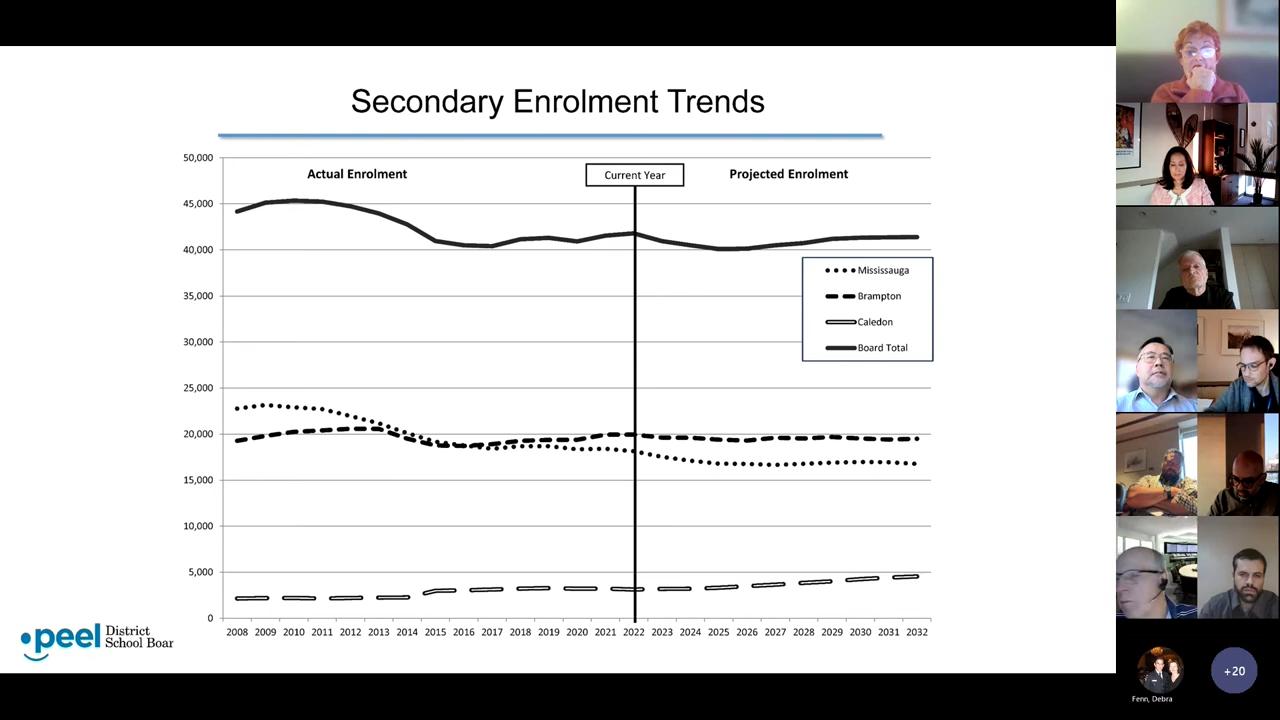 Secondary Enrolment Trends
50,000
45,000
40,000
35,000
30,000
25,000
20,000
15,000
10,000
5,000
0
Actual Enrolment
Current Year
Projected Enrolment
Mississauga
Brampton
Caledon
Board Total
2008 2009 2010 2011 2012 2013 2014 2015 2016 2017 2018 2019 2020 2021 2022 2023 2024 2025 2026 2027 2028 2029 2030 2031 2032
peel District
School Boar
Fenn, Debra
+20